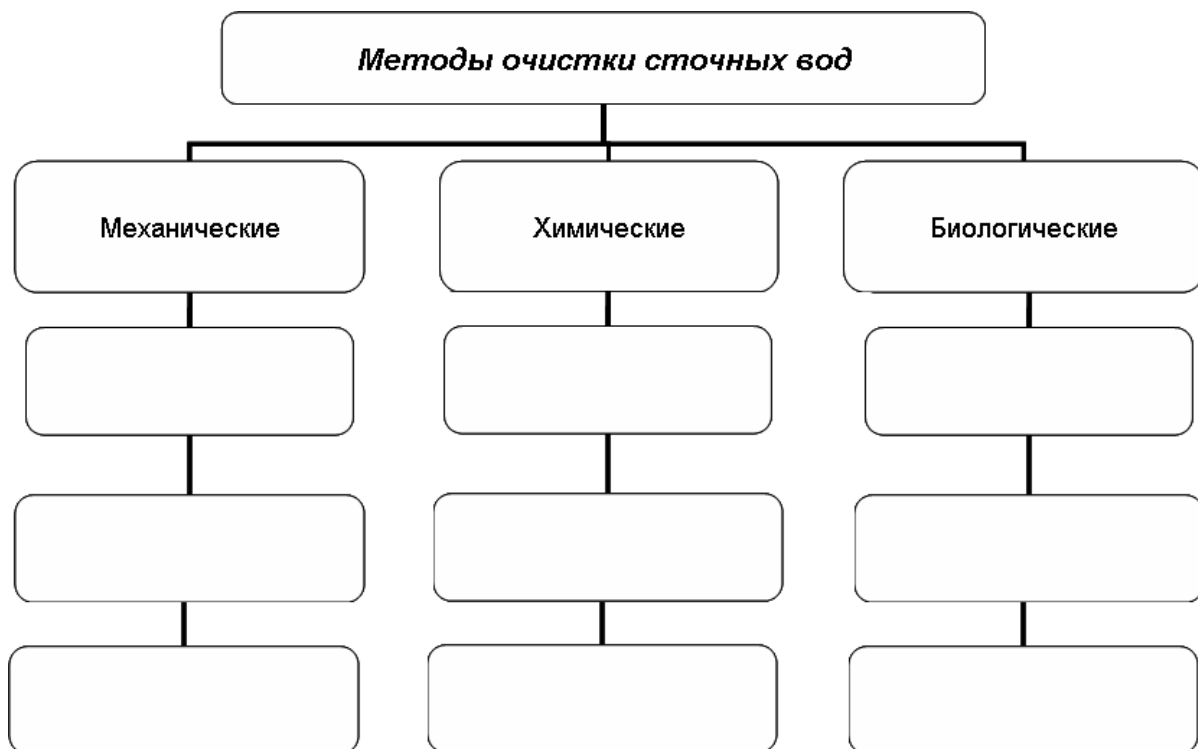 Методы очистки сточных вод
Механические
Химические
Биологические